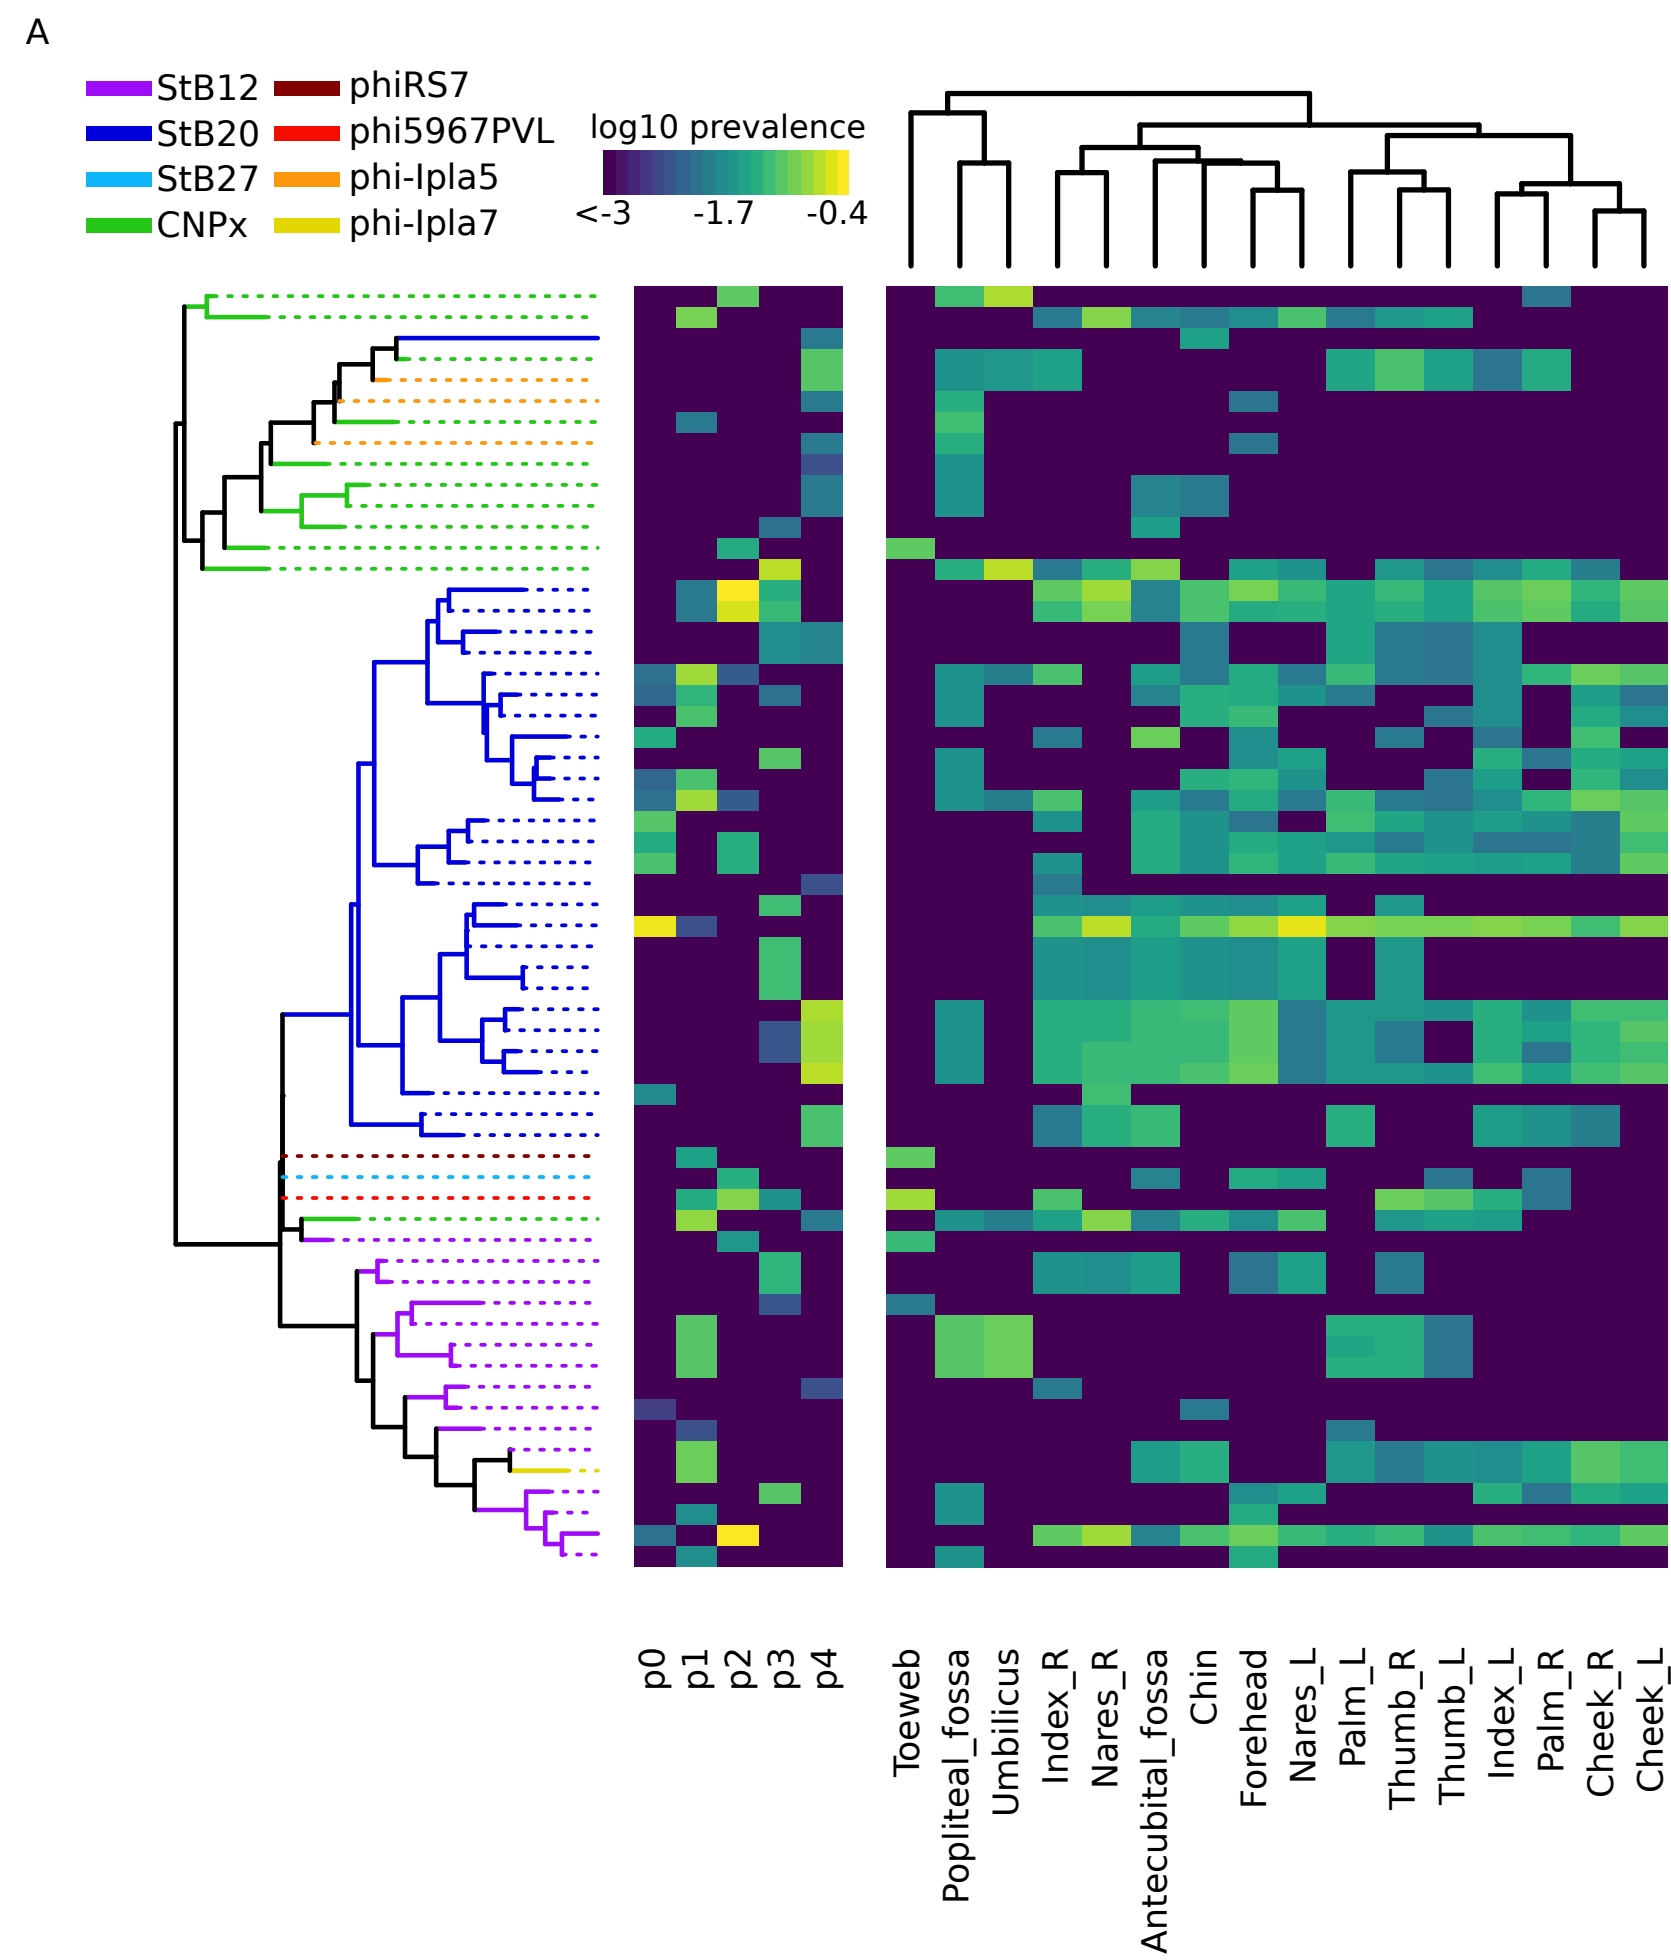 A
StB12 phiRS7
StB20 phi5967PVL
StB27 phi-Ipla5
CNPx phi-Ipla7
log10 prevalence
<-3 -1.7 -0.4
p0 p1 p2 p3 p4
Toeweb Popliteal_fossa Umbilicus Index_R Nares_R Antecubital_fossa Chin Forehead Nares_L Palm_L Thumb_R Thumb_L Index_L Palm_R Cheek_R Cheek_L